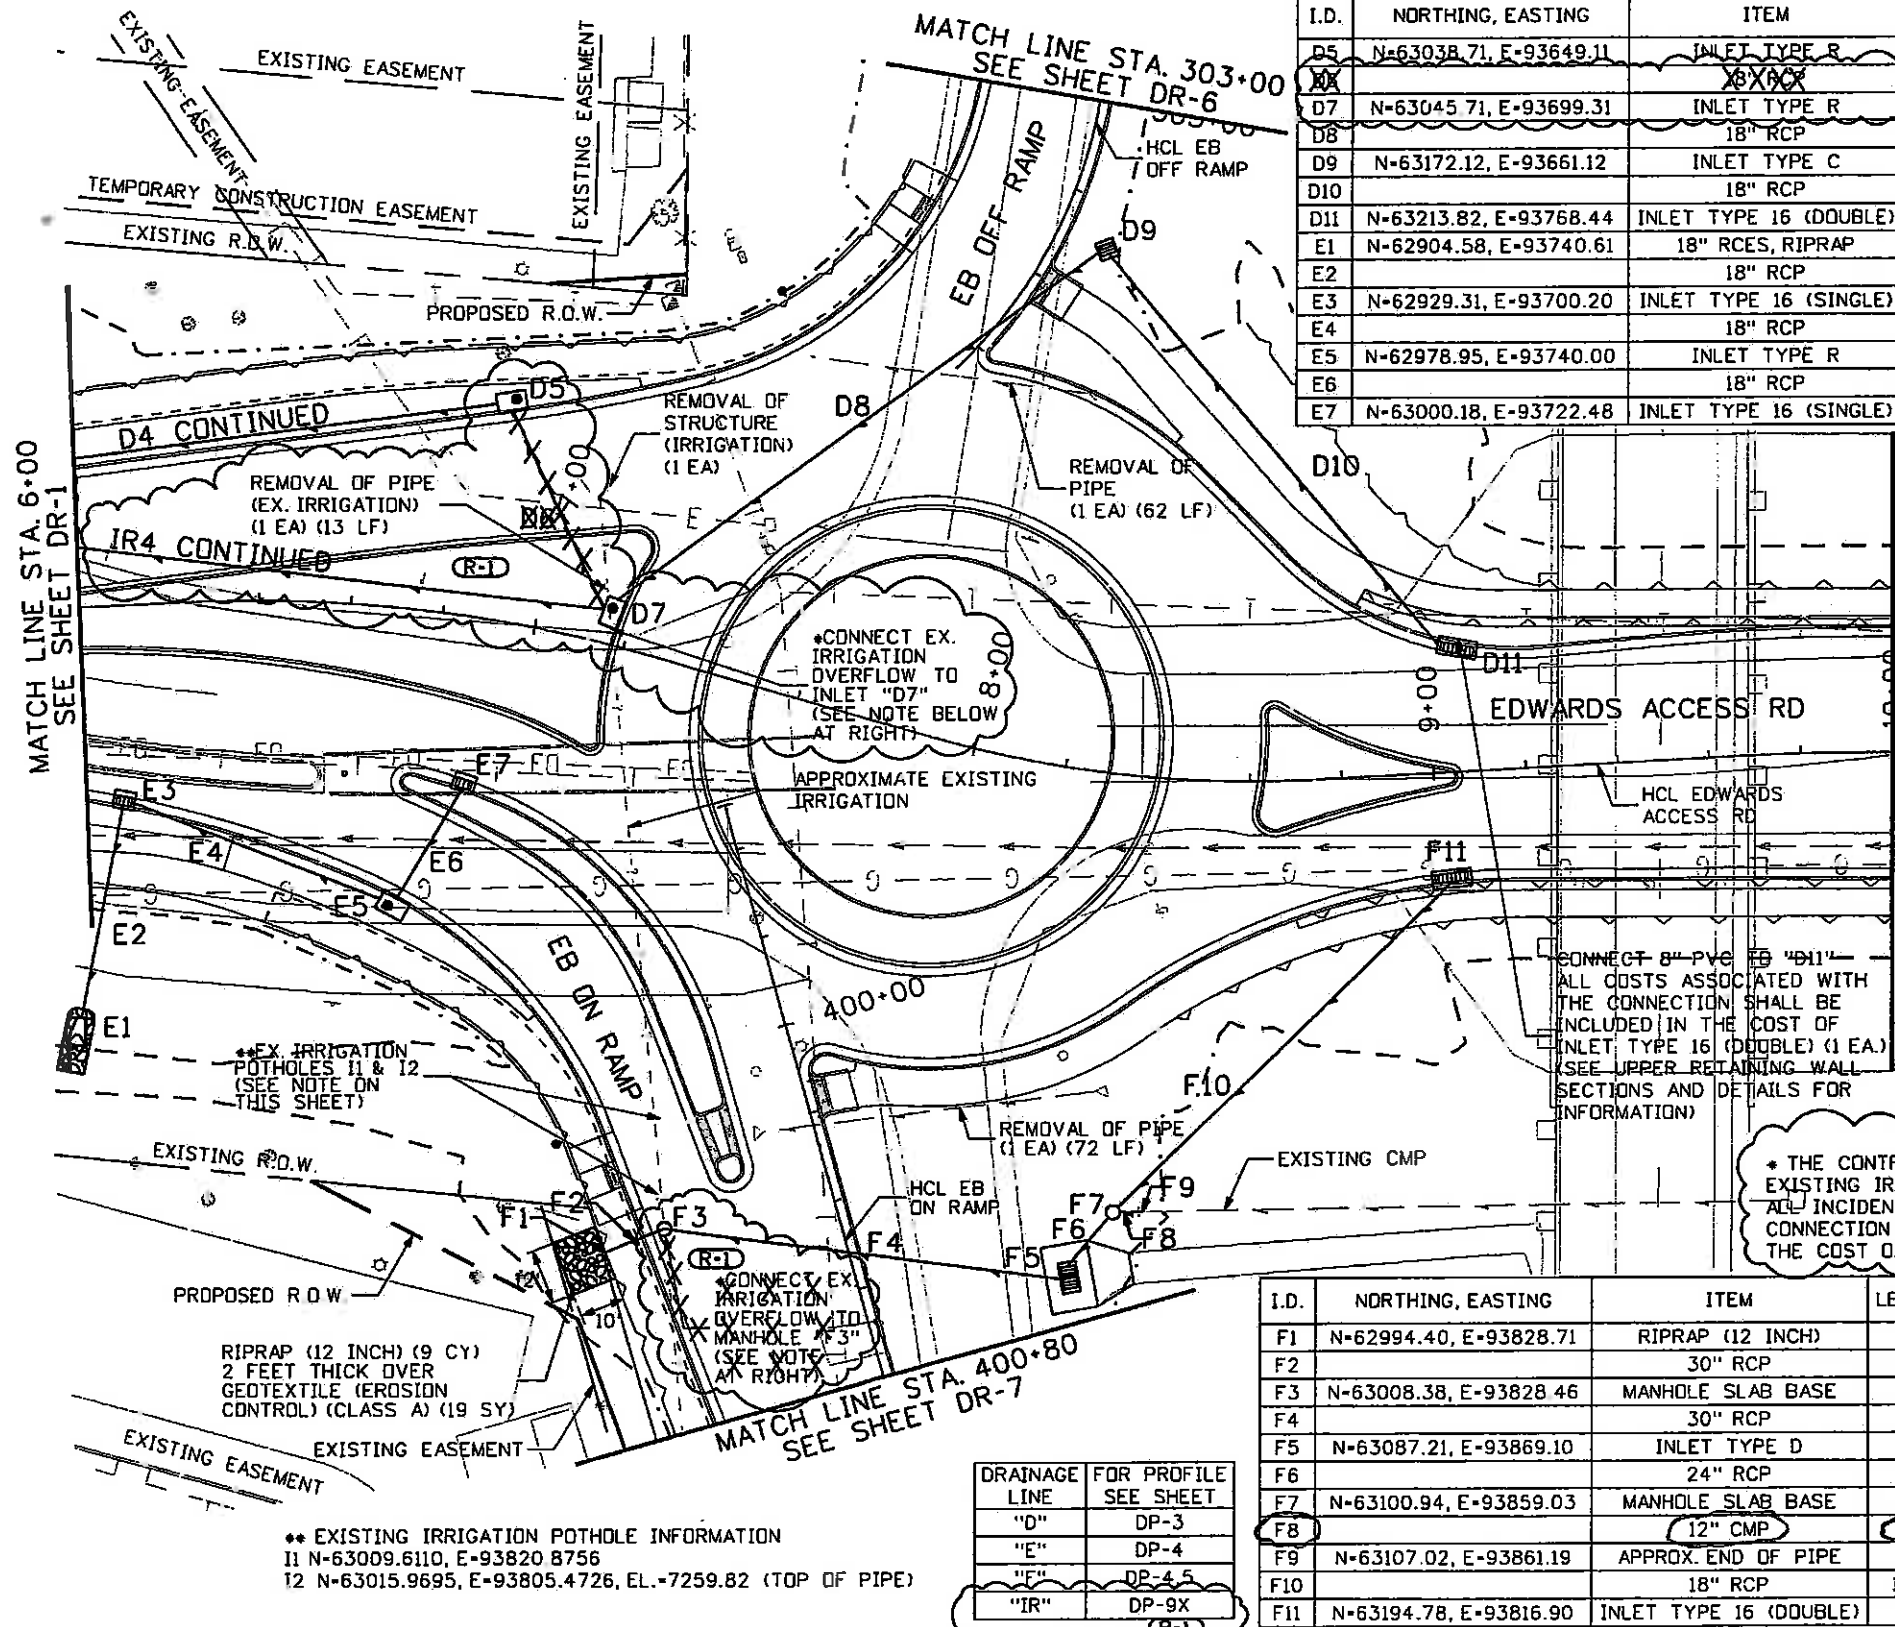 EXISTING EASEMENT
EXISTING EASEMENT
EXISTING EASEMENT
TEMPORARY CONSTRUCTION EASEMENT
EXISTING R.O.W.
PROPOSED R.O.W.
MATCH LINE STA. 303+00
SEE SHEET DR-6
HCL EB
OFF RAMP
EB OFF RAMP
D9
I.D. NORTHING, EASTING ITEM
D5 N=63038.71, E=93649.11 INLET TYPE R
18" RCP
D7 N=63045.71, E=93699.31 INLET TYPE R
D8 18" RCP
D9 N=63172.12, E=93661.12 INLET TYPE C
D10 18" RCP
D11 N=63213.82, E=93768.44 INLET TYPE 16 (DOUBLE)
E1 N=62904.58, E=93740.61 18" RCES, RIPRAP
E2 18" RCP
E3 N=62929.31, E=93700.20 INLET TYPE 16 (SINGLE)
E4 18" RCP
E5 N=62978.95, E=93740.00 INLET TYPE R
E6 18" RCP
E7 N=63000.18, E=93722.48 INLET TYPE 16 (SINGLE)
D5
D4 CONTINUED
REMOVAL OF
STRUCTURE
(IRRIGATION)
(1 EA)
D8
REMOVAL OF
PIPE
(1 EA) (62 LF)
D10
MATCH LINE STA. 6+00
SEE SHEET DR-1
REMOVAL OF PIPE
(EX. IRRIGATION)
(1 EA) (13 LF)
+00
IR4 CONTINUED
R-1
D7
*CONNECT EX.
IRRIGATION
OVERFLOW TO
INLET "D7"
(SEE NOTE BELOW
AT RIGHT)
8+00
D11
9+00
EDWARDS ACCESS RD
10+00
APPROXIMATE EXISTING
IRRIGATION
HCL EDWARDS
ACCESS RD
E7
E3
E4
E6
E5
E2
E1
F11
EB ON RAMP
400+00
CONNECT 8" PVC TO "D11"
ALL COSTS ASSOCIATED WITH
THE CONNECTION SHALL BE
INCLUDED IN THE COST OF
INLET TYPE 16 (DOUBLE) (1 EA.)
(SEE UPPER RETAINING WALL
SECTIONS AND DETAILS FOR
INFORMATION)
**EX. IRRIGATION
POTHOLES I1 & I2
(SEE NOTE ON
THIS SHEET)
F10
REMOVAL OF PIPE
(1 EA) (72 LF)
EXISTING CMP
EXISTING R.O.W.
HCL EB
ON RAMP
F1
F2
F3
F4
F5
F6
F7
F8
F9
R-1
*CONNECT EX.
IRRIGATION
OVERFLOW TO
MANHOLE "F3"
(SEE NOTE
AT RIGHT)
12'
10'
PROPOSED R.O.W.
RIPRAP (12 INCH) (9 CY)
2 FEET THICK OVER
GEOTEXTILE (EROSION
CONTROL) (CLASS A) (19 SY)
EXISTING EASEMENT
EXISTING EASEMENT
MATCH LINE STA. 400+80
SEE SHEET DR-7
* THE CONTR
EXISTING IR
ALL INCIDEN
CONNECTION
THE COST O
I.D. NORTHING, EASTING ITEM LE
F1 N=62994.40, E=93828.71 RIPRAP (12 INCH)
F2 30" RCP
F3 N=63008.38, E=93828.46 MANHOLE SLAB BASE
F4 30" RCP
F5 N=63087.21, E=93869.10 INLET TYPE D
F6 24" RCP
F7 N=63100.94, E=93859.03 MANHOLE SLAB BASE
F8 12" CMP
F9 N=63107.02, E=93861.19 APPROX. END OF PIPE
F10 18" RCP
F11 N=63194.78, E=93816.90 INLET TYPE 16 (DOUBLE)
DRAINAGE LINE FOR PROFILE SEE SHEET
"D" DP-3
"E" DP-4
"F" DP-4.5
"IR" DP-9X
R-1
** EXISTING IRRIGATION POTHOLE INFORMATION
I1 N=63009.6110, E=93820.8756
I2 N=63015.9695, E=93805.4726, EL.=7259.82 (TOP OF PIPE)